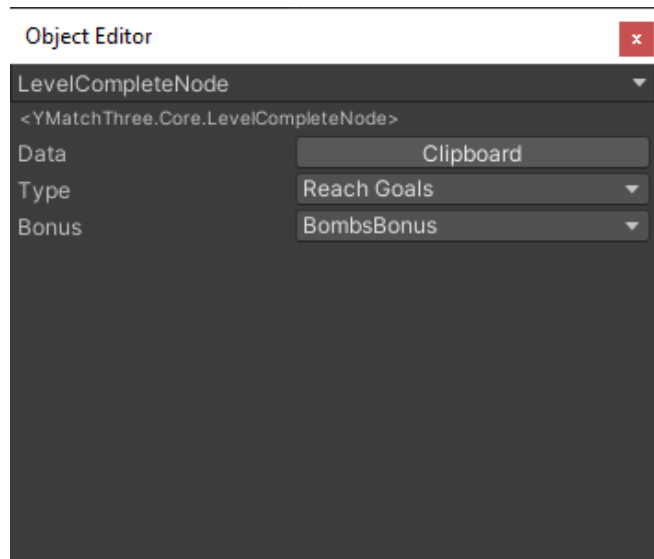 Object Editor
x
LevelCompleteNode
<YMatchThree.Core.LevelCompleteNode>
Data Clipboard
Type Reach Goals
Bonus BombsBonus